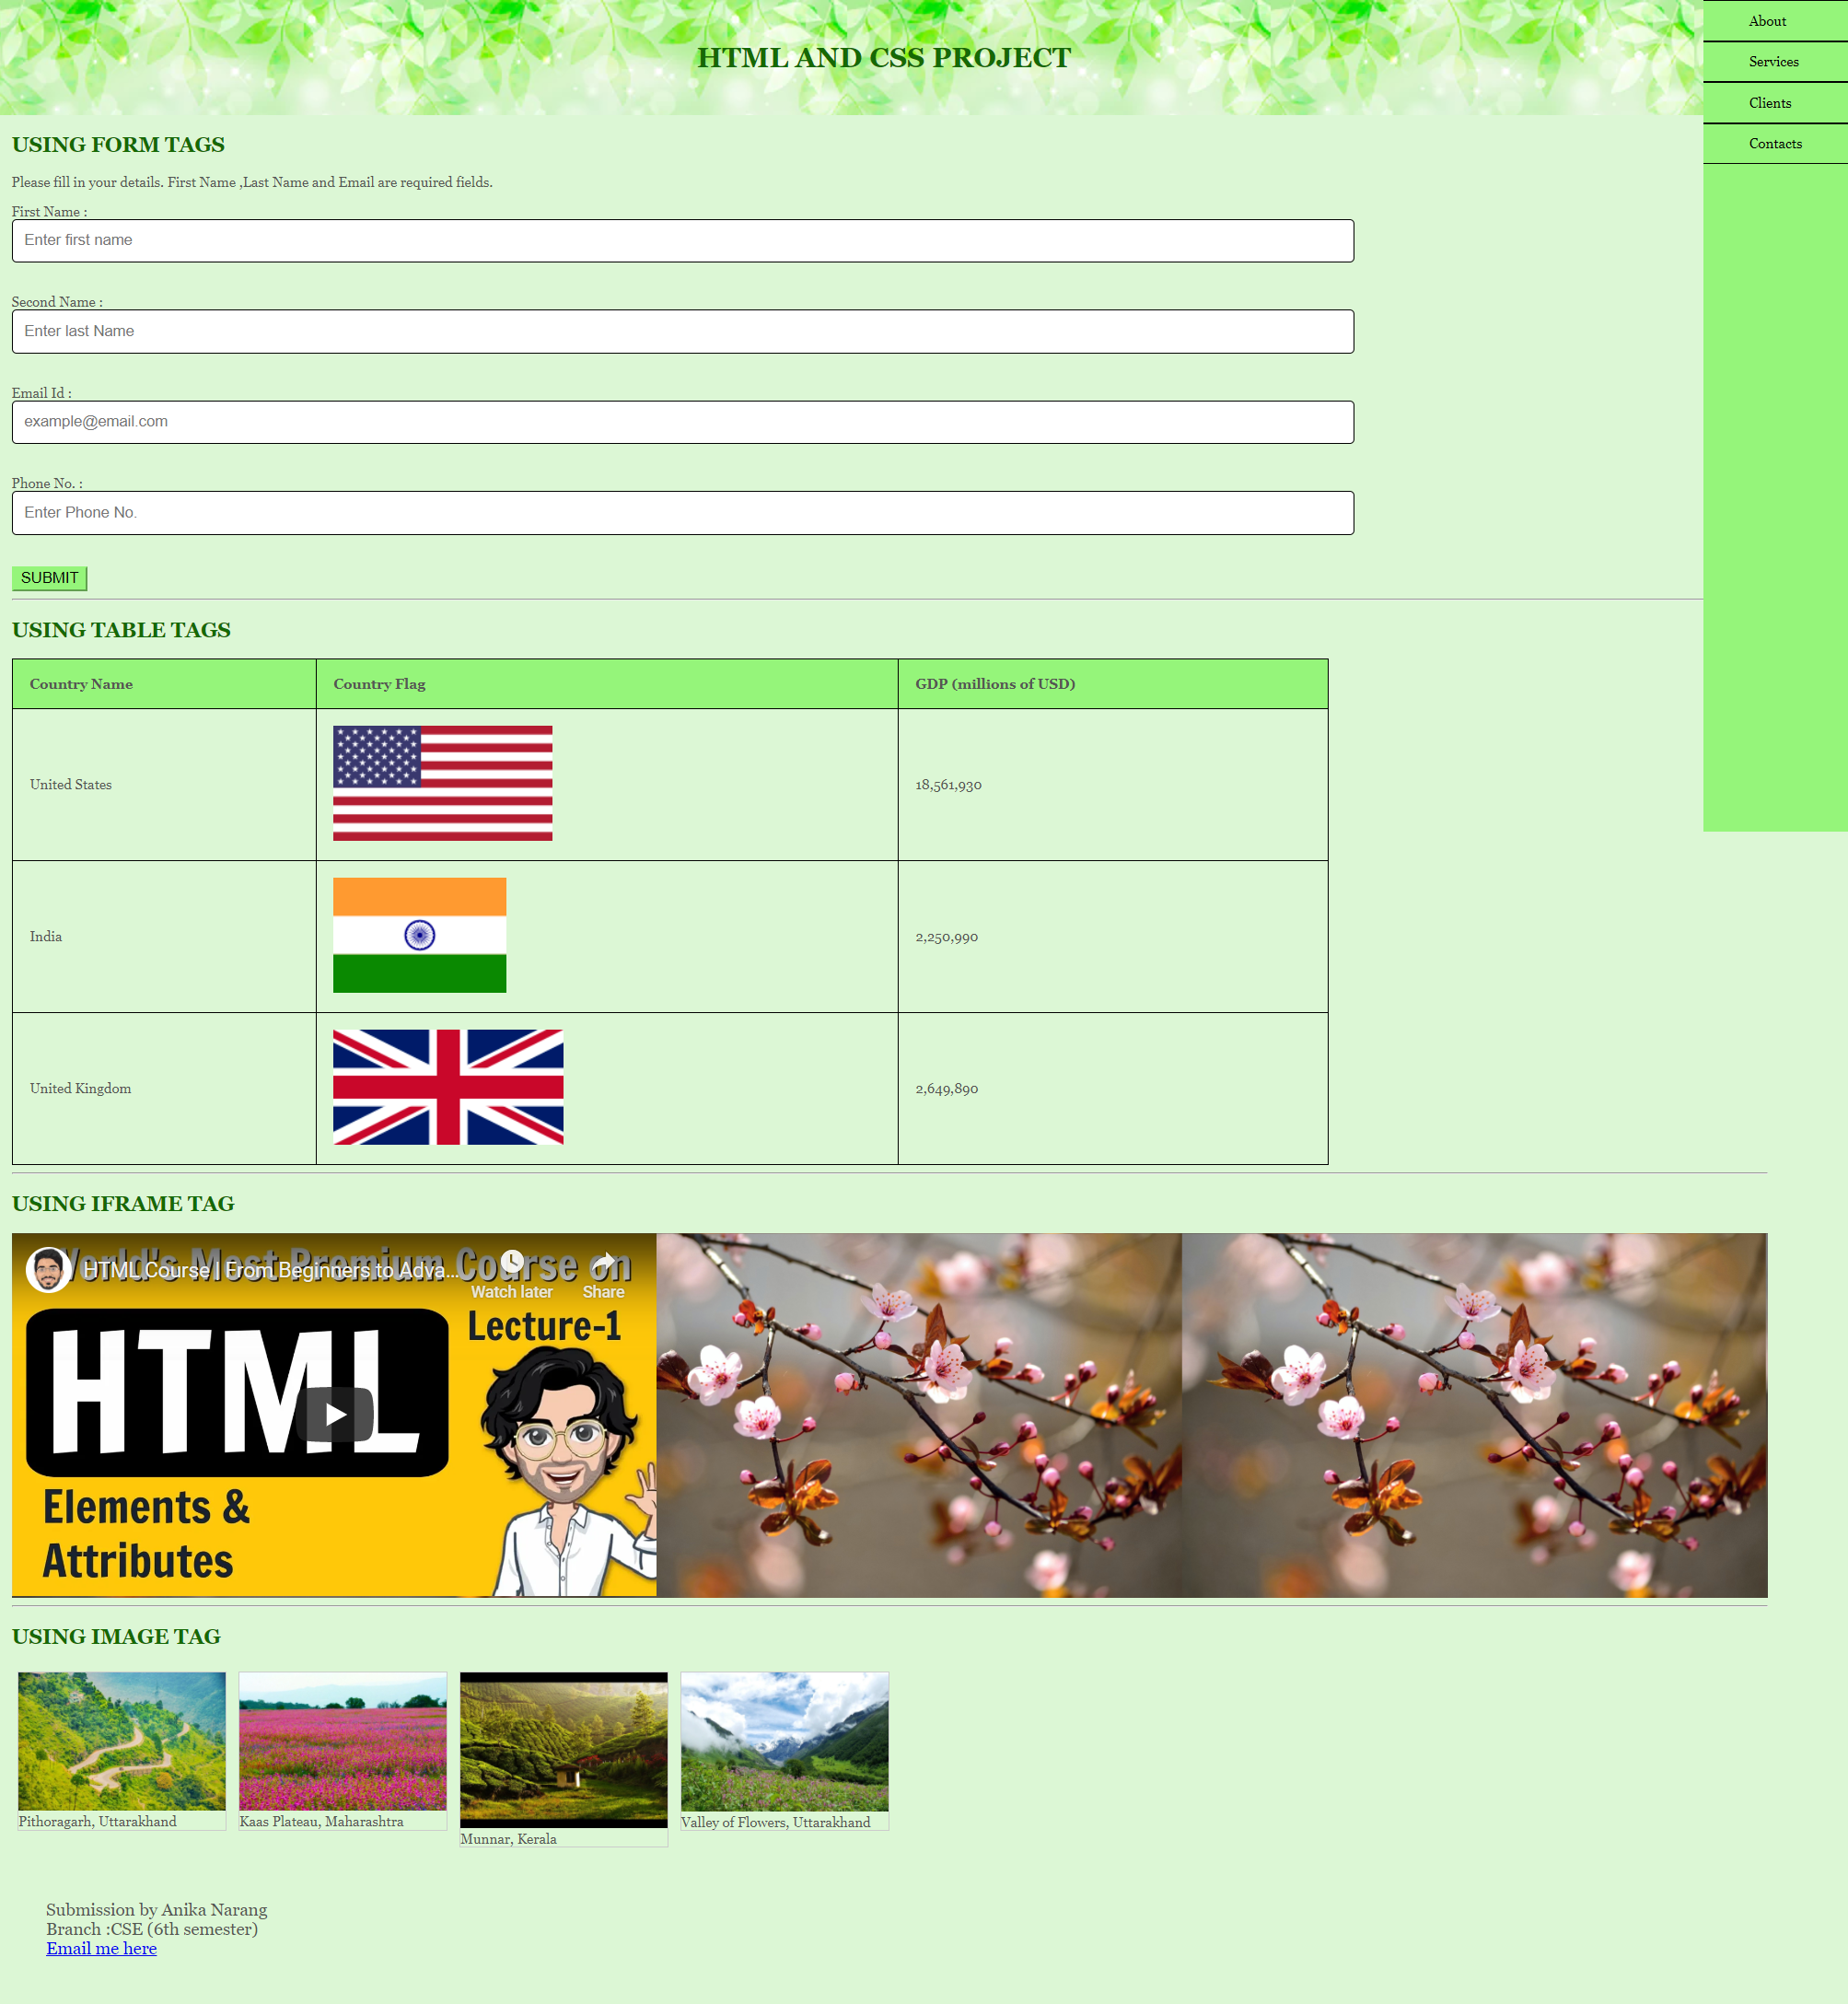 HTML AND CSS PROJECT
About
Services
Clients
Contacts
USING FORM TAGS
Please fill in your details. First Name ,Last Name and Email are required fields.
First Name :
Enter first name
Second Name :
Enter last Name
Email Id :
example@email.com
Phone No. :
Enter Phone No.
SUBMIT
USING TABLE TAGS
Country Name Country Flag GDP (millions of USD)
United States 18,561,930
India 2,250,990
United Kingdom 2,649,890
USING IFRAME TAG
World's Most Premium Course on
HTML Course | From Beginners to Adva...
Watch later Share
Lecture-1
HTML
Elements &
Attributes
USING IMAGE TAG
Pithoragarh, Uttarakhand
Kaas Plateau, Maharashtra
Munnar, Kerala
Valley of Flowers, Uttarakhand
Submission by Anika Narang
Branch :CSE (6th semester)
Email me here